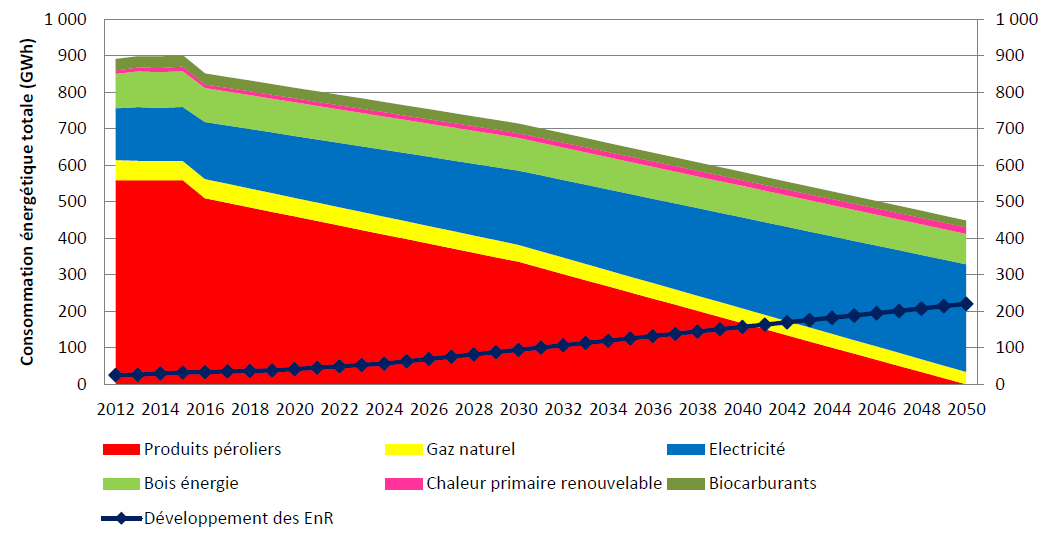 Consommation énergétique totale (GWh)
1 000 1 000
900 900
800 800
700 700
600 600
500 500
400 400
300 300
200 200
100 100
0 0
2012 2014 2016 2018 2020 2022 2024 2026 2028 2030 2032 2034 2036 2038 2040 2042 2044 2046 2048 2050
Produits péroliers Gaz naturel Electricité
Bois énergie Chaleur primaire renouvelable Biocarburants
Développement des EnR